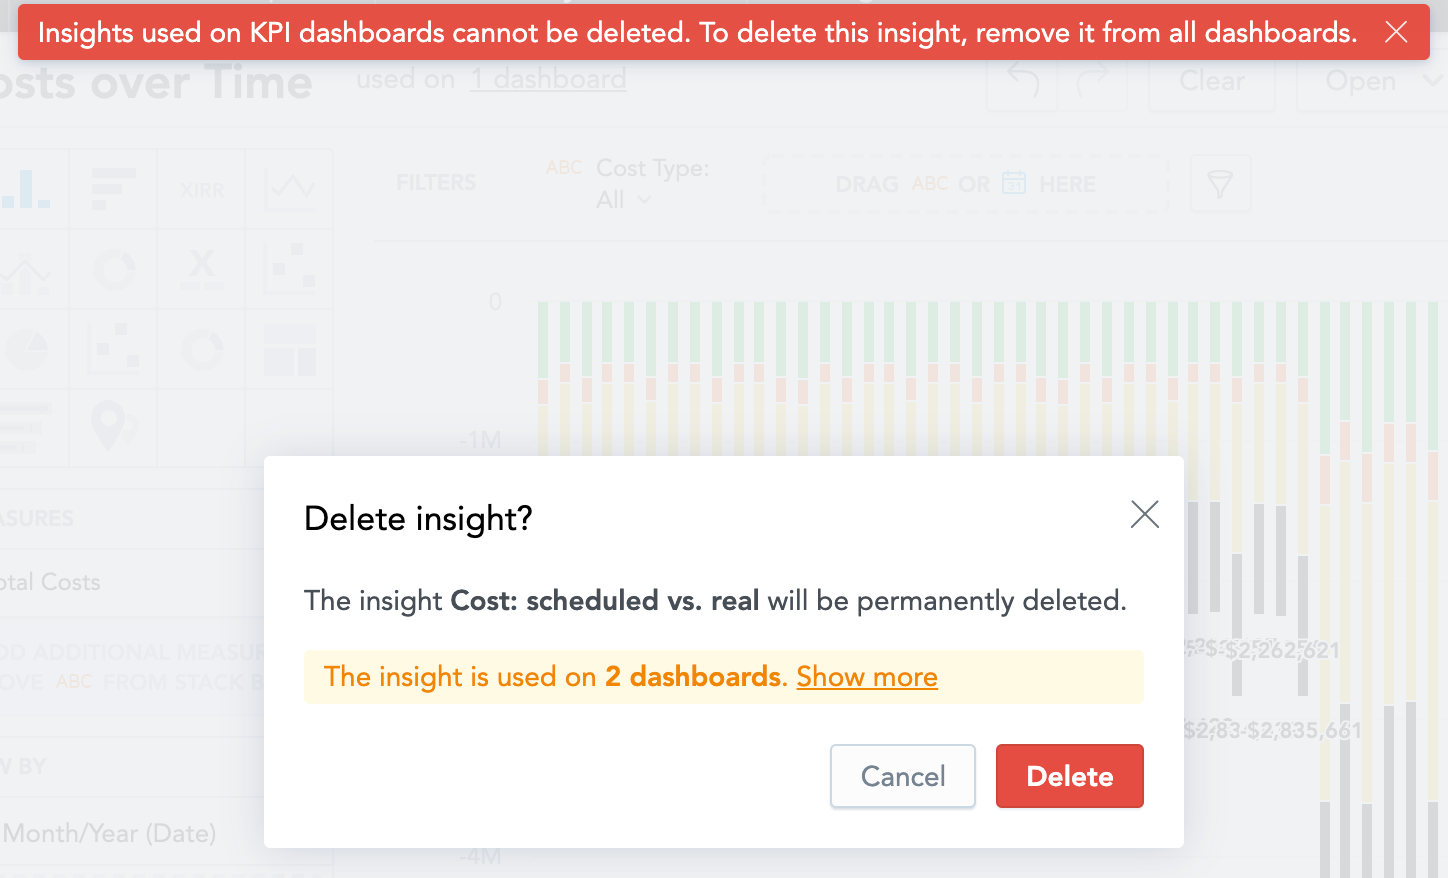 Insights used on KPI dashboards cannot be deleted. To delete this insight, remove it from all dashboards.
osts over Time used on 1 dashboard Clear Open
FILTERS ABC Cost Type: All DRAG ABC OR 31 HERE
XIRR
X
0
-1M
Delete insight?
The insight Cost: scheduled vs. real will be permanently deleted.
The insight is used on 2 dashboards. Show more
Cancel Delete
ASURES
otal Costs
DD ADDITIONAL MEASUR
OVE ABC FROM STACK B
W BY
Month/Year (Date)
$2,262,621
$2,83 -$2,835,661
-4M